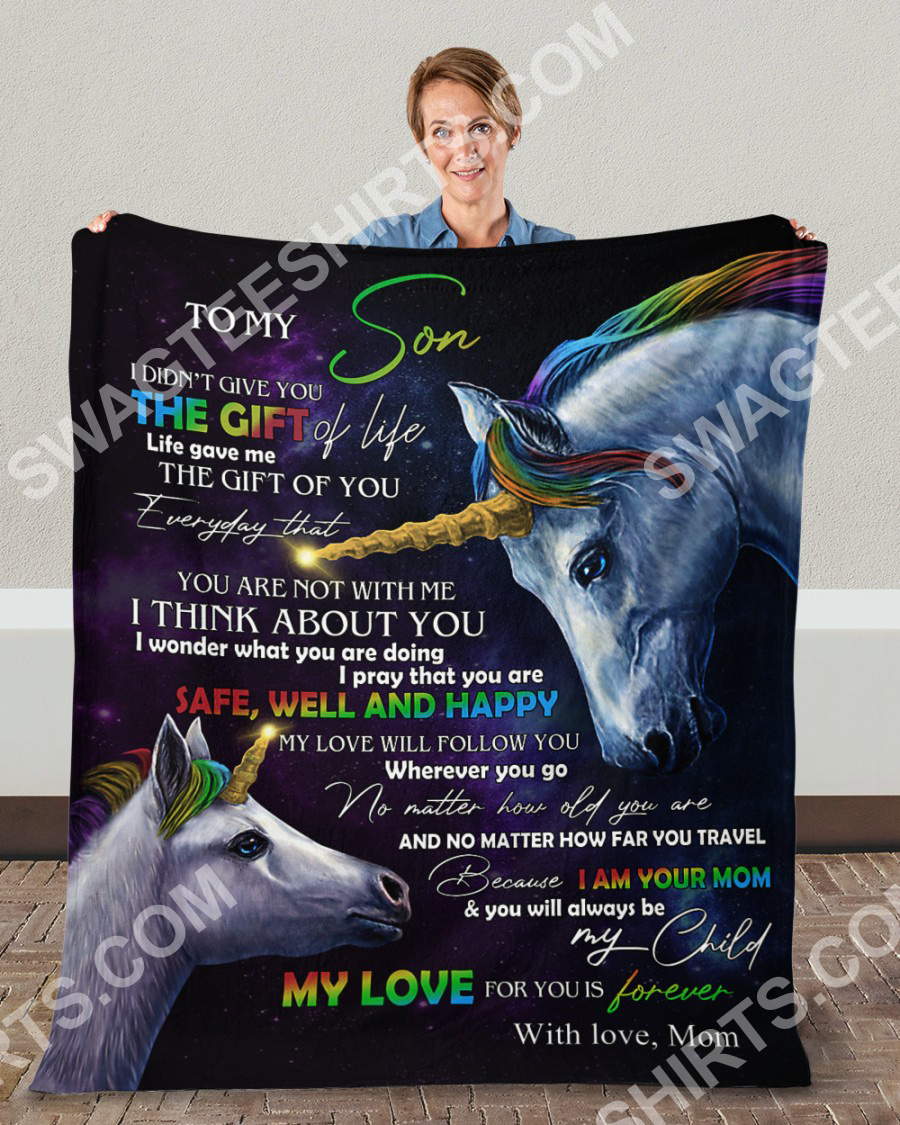 TO MY Son
I DIDN'T GIVE YOU
THE GIFT of life
Life gave me
THE GIFT OF YOU
Everyday that
YOU ARE NOT WITH ME
I THINK ABOUT YOU
I wonder what you are doing
I pray that you are
SAFE, WELL AND HAPPY
MY LOVE WILL FOLLOW YOU
Wherever you go
No matter how old you are
AND NO MATTER HOW FAR YOU TRAVEL
Because I AM YOUR MOM
& you will always be
my Child
MY LOVE FOR YOU IS forever
With love, Mom
SWAGTEESHIRTS.COM
SWAGTEE
RTS.COM
SHIRTS.CO